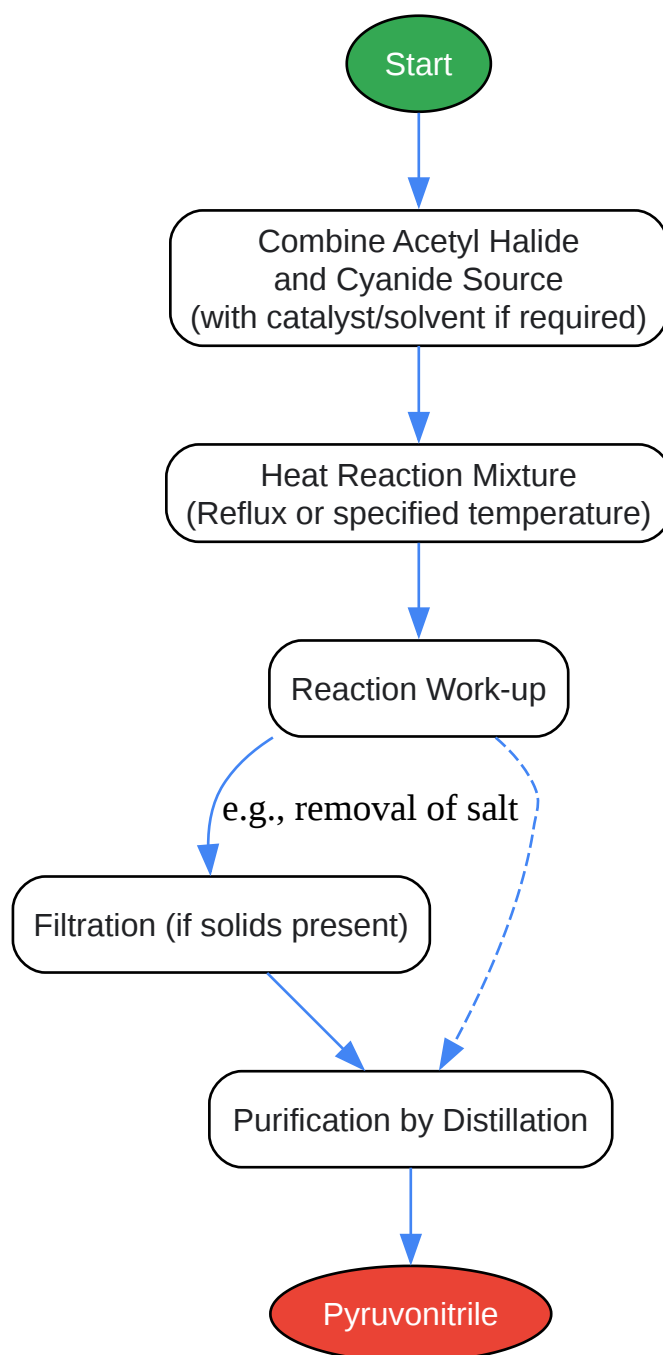 Start
Combine Acetyl Halide
and Cyanide Source
(with catalyst/solvent if required)
Heat Reaction Mixture
(Reflux or specified temperature)
Reaction Work-up
e.g., removal of salt
Filtration (if solids present)
Purification by Distillation
Pyruvonitrile